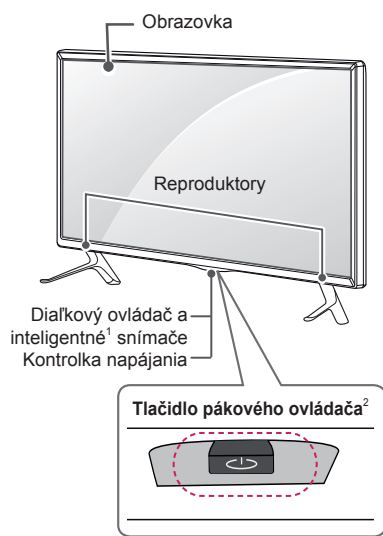 Obrazovka
Reproduktory
Diaľkový ovládač a
inteligentné¹ snímače
Kontrolka napájania
Tlačidlo pákového ovládača²